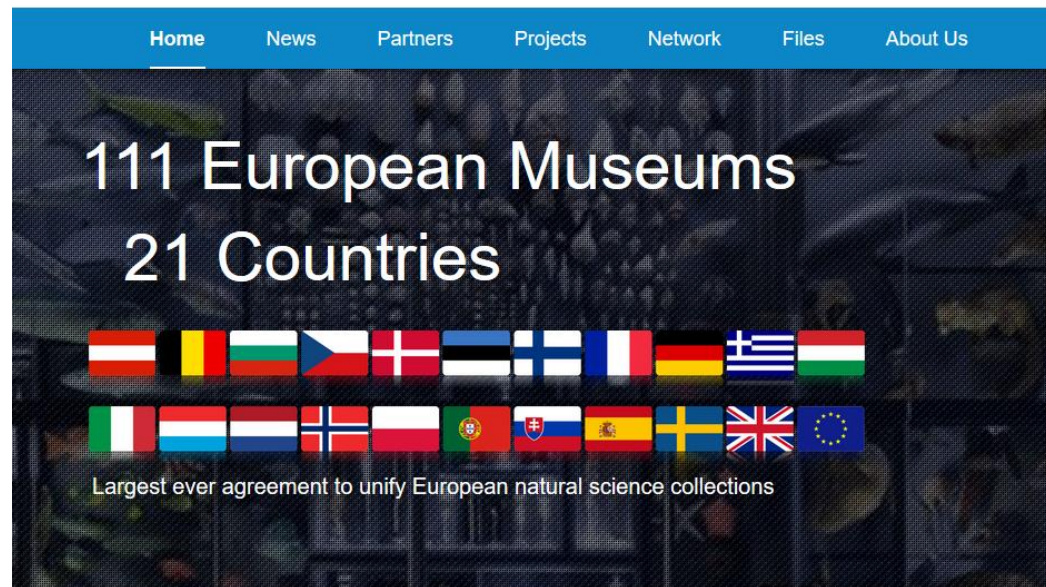 Home News Partners Projects Network Files About Us
111 European Museums
21 Countries
Largest ever agreement to unify European natural science collections